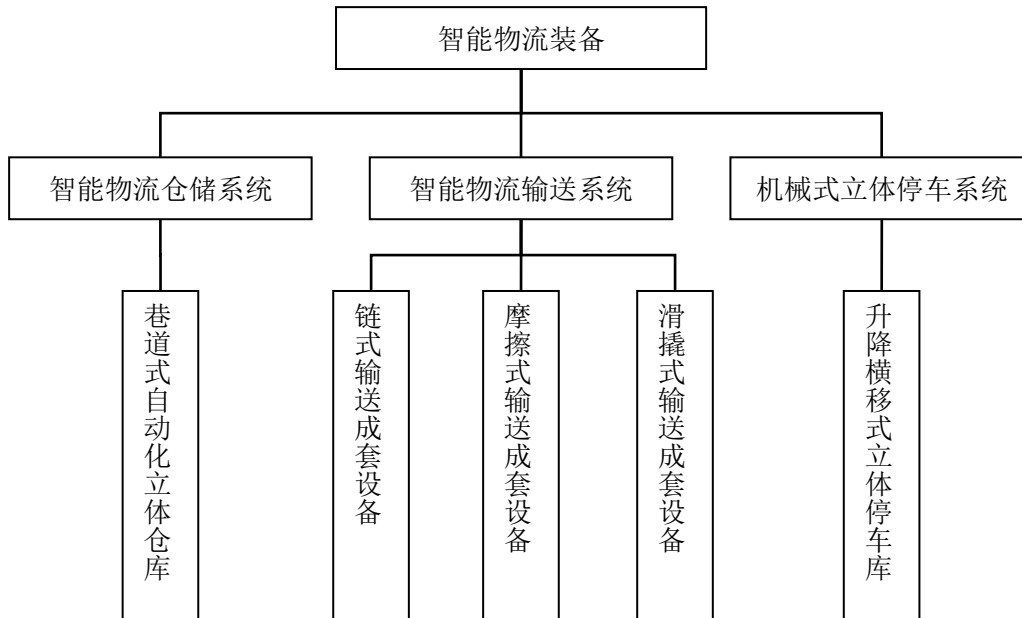 智能物流装备
智能物流仓储系统
智能物流输送系统
机械式立体停车系统
巷道式自动化立体仓库
链式输送成套设备
摩擦式输送成套设备
滑撬式输送成套设备
升降横移式立体停车库